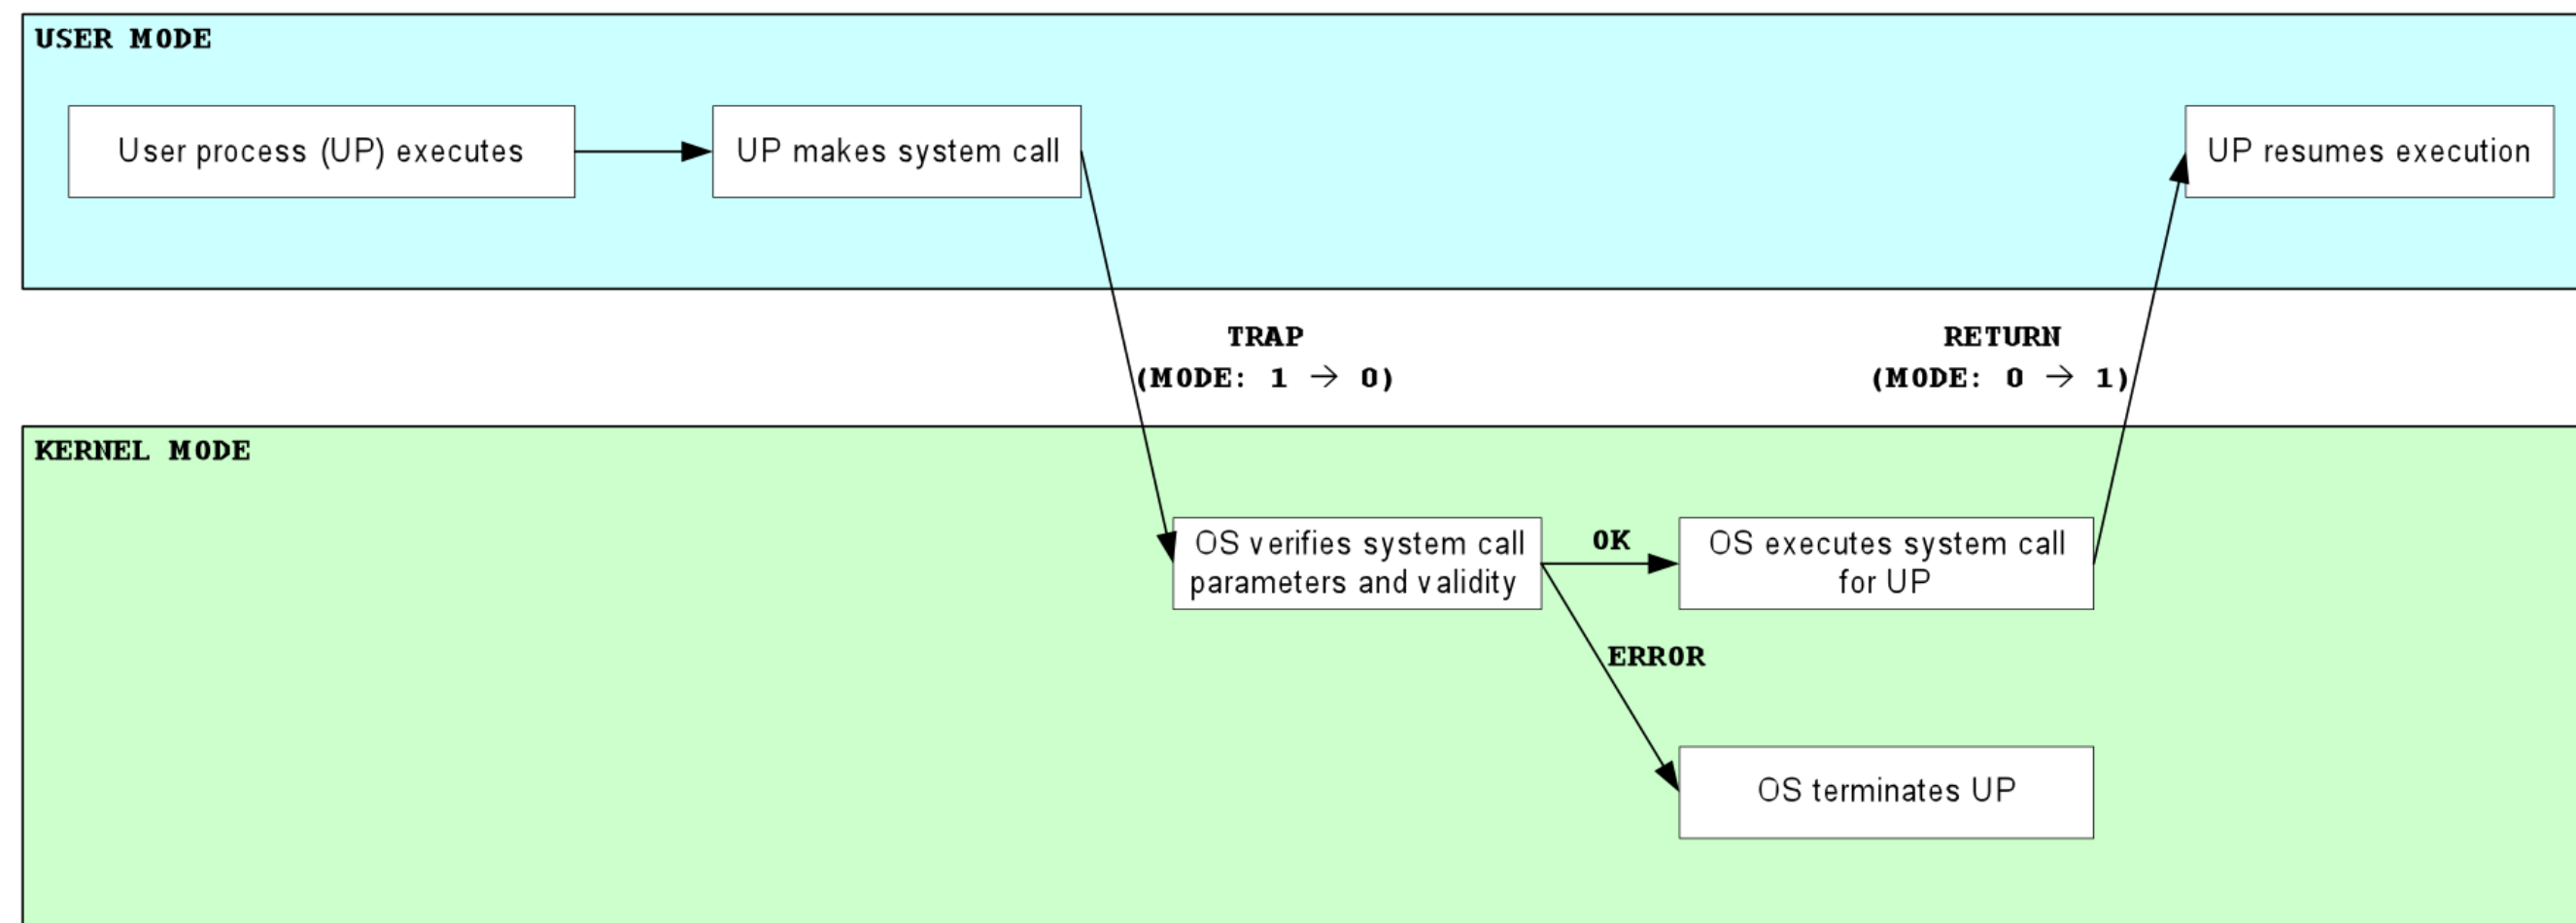 USER MODE
User process (UP) executes
UP makes system call
UP resumes execution
TRAP
(MODE: 1 → 0)
RETURN
(MODE: 0 → 1)
KERNEL MODE
OS verifies system call
parameters and validity
OK
OS executes system call
for UP
ERROR
OS terminates UP